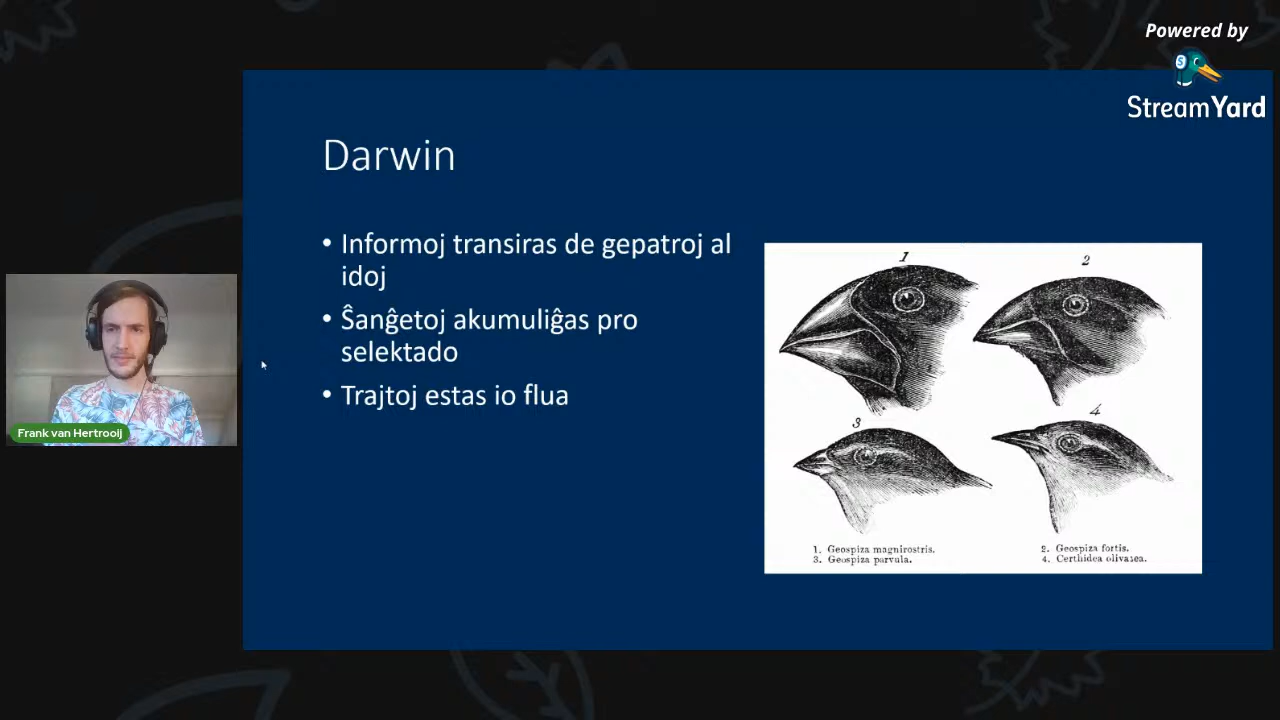 Powered by
StreamYard
Darwin
• Informoj transiras de gepatroj al
idoj
• Ŝanĝetoj akumuliĝas pro
selektado
• Trajtoj estas io flua
1
2
3
4
1. Geospiza magnirostris.
2. Geospiza fortis.
3. Geospiza parvula.
4. Certhidea olivasea.
Frank van Hertrooij